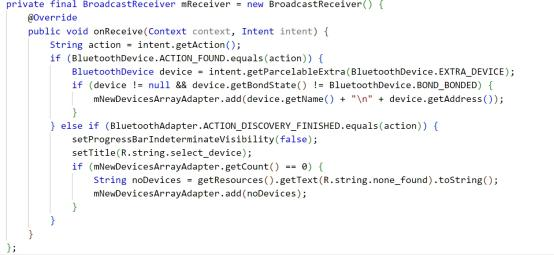 private final BroadcastReceiver mReceiver = new BroadcastReceiver() {
    @Override
    public void onReceive(Context context, Intent intent) {
        String action = intent.getAction();
        if (BluetoothDevice.ACTION_FOUND.equals(action)) {
            BluetoothDevice device = intent.getParcelableExtra(BluetoothDevice.EXTRA_DEVICE);
            if (device != null && device.getBondState() != BluetoothDevice.BOND_BONDED) {
                mNewDevicesArrayAdapter.add(device.getName() + "\n" + device.getAddress());
            }
        } else if (BluetoothAdapter.ACTION_DISCOVERY_FINISHED.equals(action)) {
            setProgressBarIndeterminateVisibility(false);
            setTitle(R.string.select_device);
            if (mNewDevicesArrayAdapter.getCount() == 0) {
                String noDevices = getResources().getText(R.string.none_found).toString();
                mNewDevicesArrayAdapter.add(noDevices);
            }
        }
    }
};